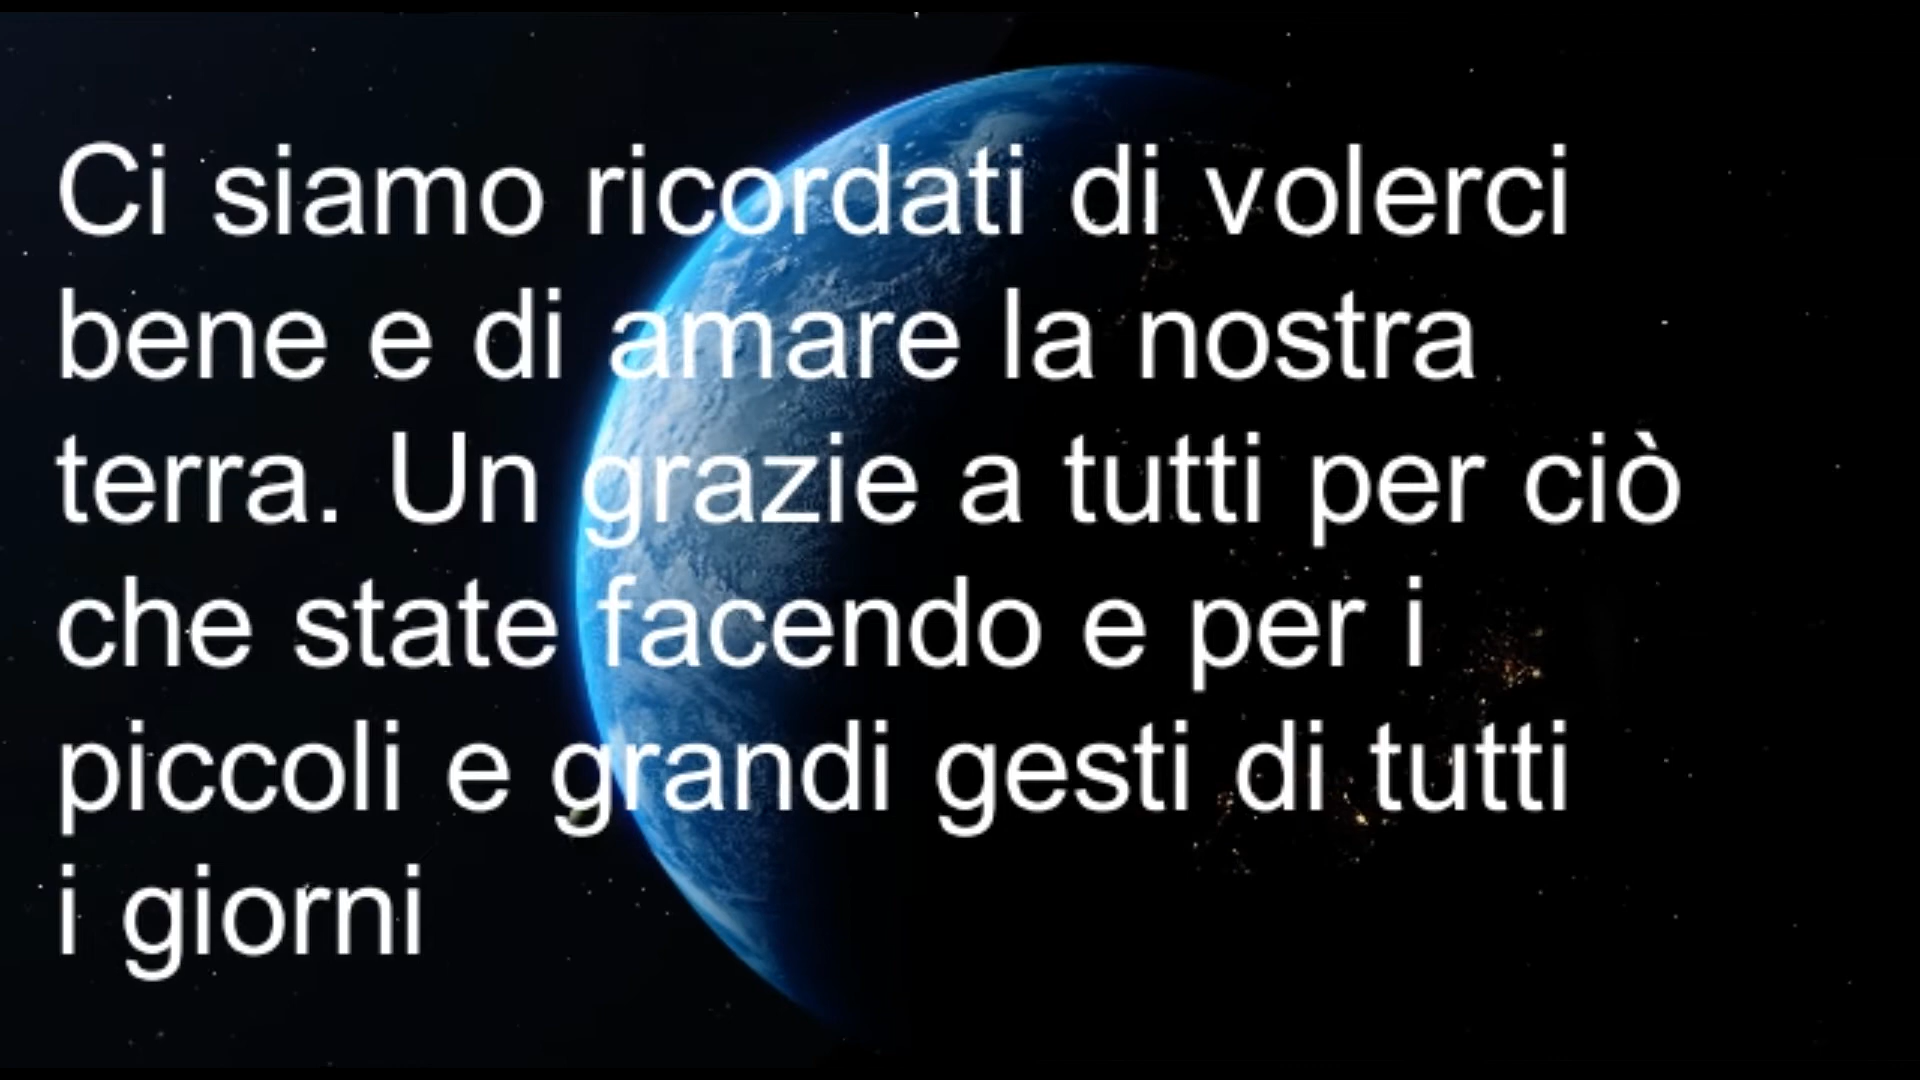 Ci siamo ricordati di volerci
bene e di amare la nostra
terra. Un grazie a tutti per ciò
che state facendo e per i
piccoli e grandi gesti di tutti
i giorni